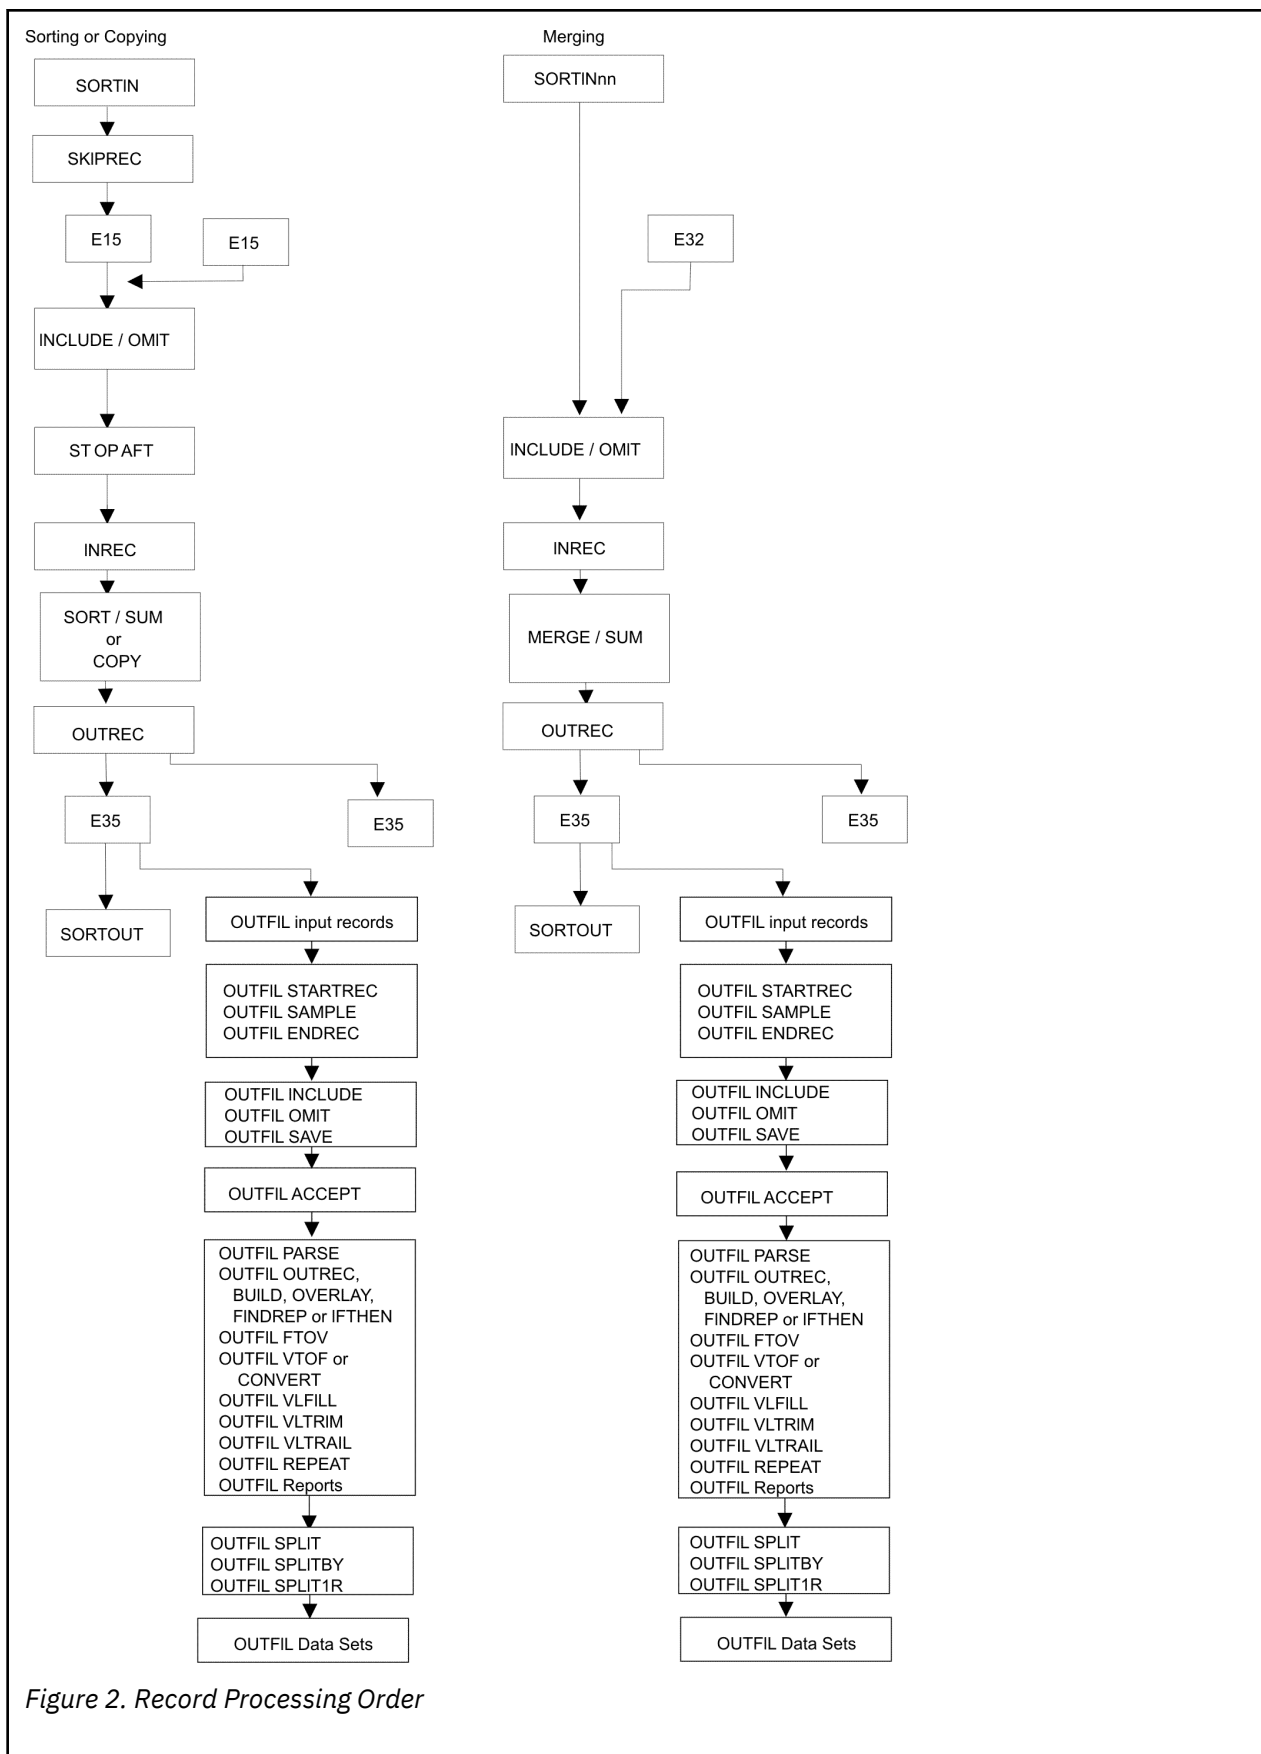 Sorting or Copying
SORTIN
SKIPREC
E15
E15
INCLUDE / OMIT
STOPAFT
INREC
SORT / SUM
or
COPY
OUTREC
E35
E35
SORTOUT
OUTFIL input records
OUTFIL STARTREC
OUTFIL SAMPLE
OUTFIL ENDREC
OUTFIL INCLUDE
OUTFIL OMIT
OUTFIL SAVE
OUTFIL ACCEPT
OUTFIL PARSE
OUTFIL OUTREC,
BUILD, OVERLAY,
FINDREP or IFTHEN
OUTFIL FTOV
OUTFIL VTOF or
CONVERT
OUTFIL VLFILL
OUTFIL VLTRIM
OUTFIL VLTRAIL
OUTFIL REPEAT
OUTFIL Reports
OUTFIL SPLIT
OUTFIL SPLITBY
OUTFIL SPLIT1R
OUTFIL Data Sets
Merging
SORTINnn
E32
INCLUDE / OMIT
INREC
MERGE / SUM
OUTREC
E35
E35
SORTOUT
OUTFIL input records
OUTFIL STARTREC
OUTFIL SAMPLE
OUTFIL ENDREC
OUTFIL INCLUDE
OUTFIL OMIT
OUTFIL SAVE
OUTFIL ACCEPT
OUTFIL PARSE
OUTFIL OUTREC,
BUILD, OVERLAY,
FINDREP or IFTHEN
OUTFIL FTOV
OUTFIL VTOF or
CONVERT
OUTFIL VLFILL
OUTFIL VLTRIM
OUTFIL VLTRAIL
OUTFIL REPEAT
OUTFIL Reports
OUTFIL SPLIT
OUTFIL SPLITBY
OUTFIL SPLIT1R
OUTFIL Data Sets
Figure 2. Record Processing Order